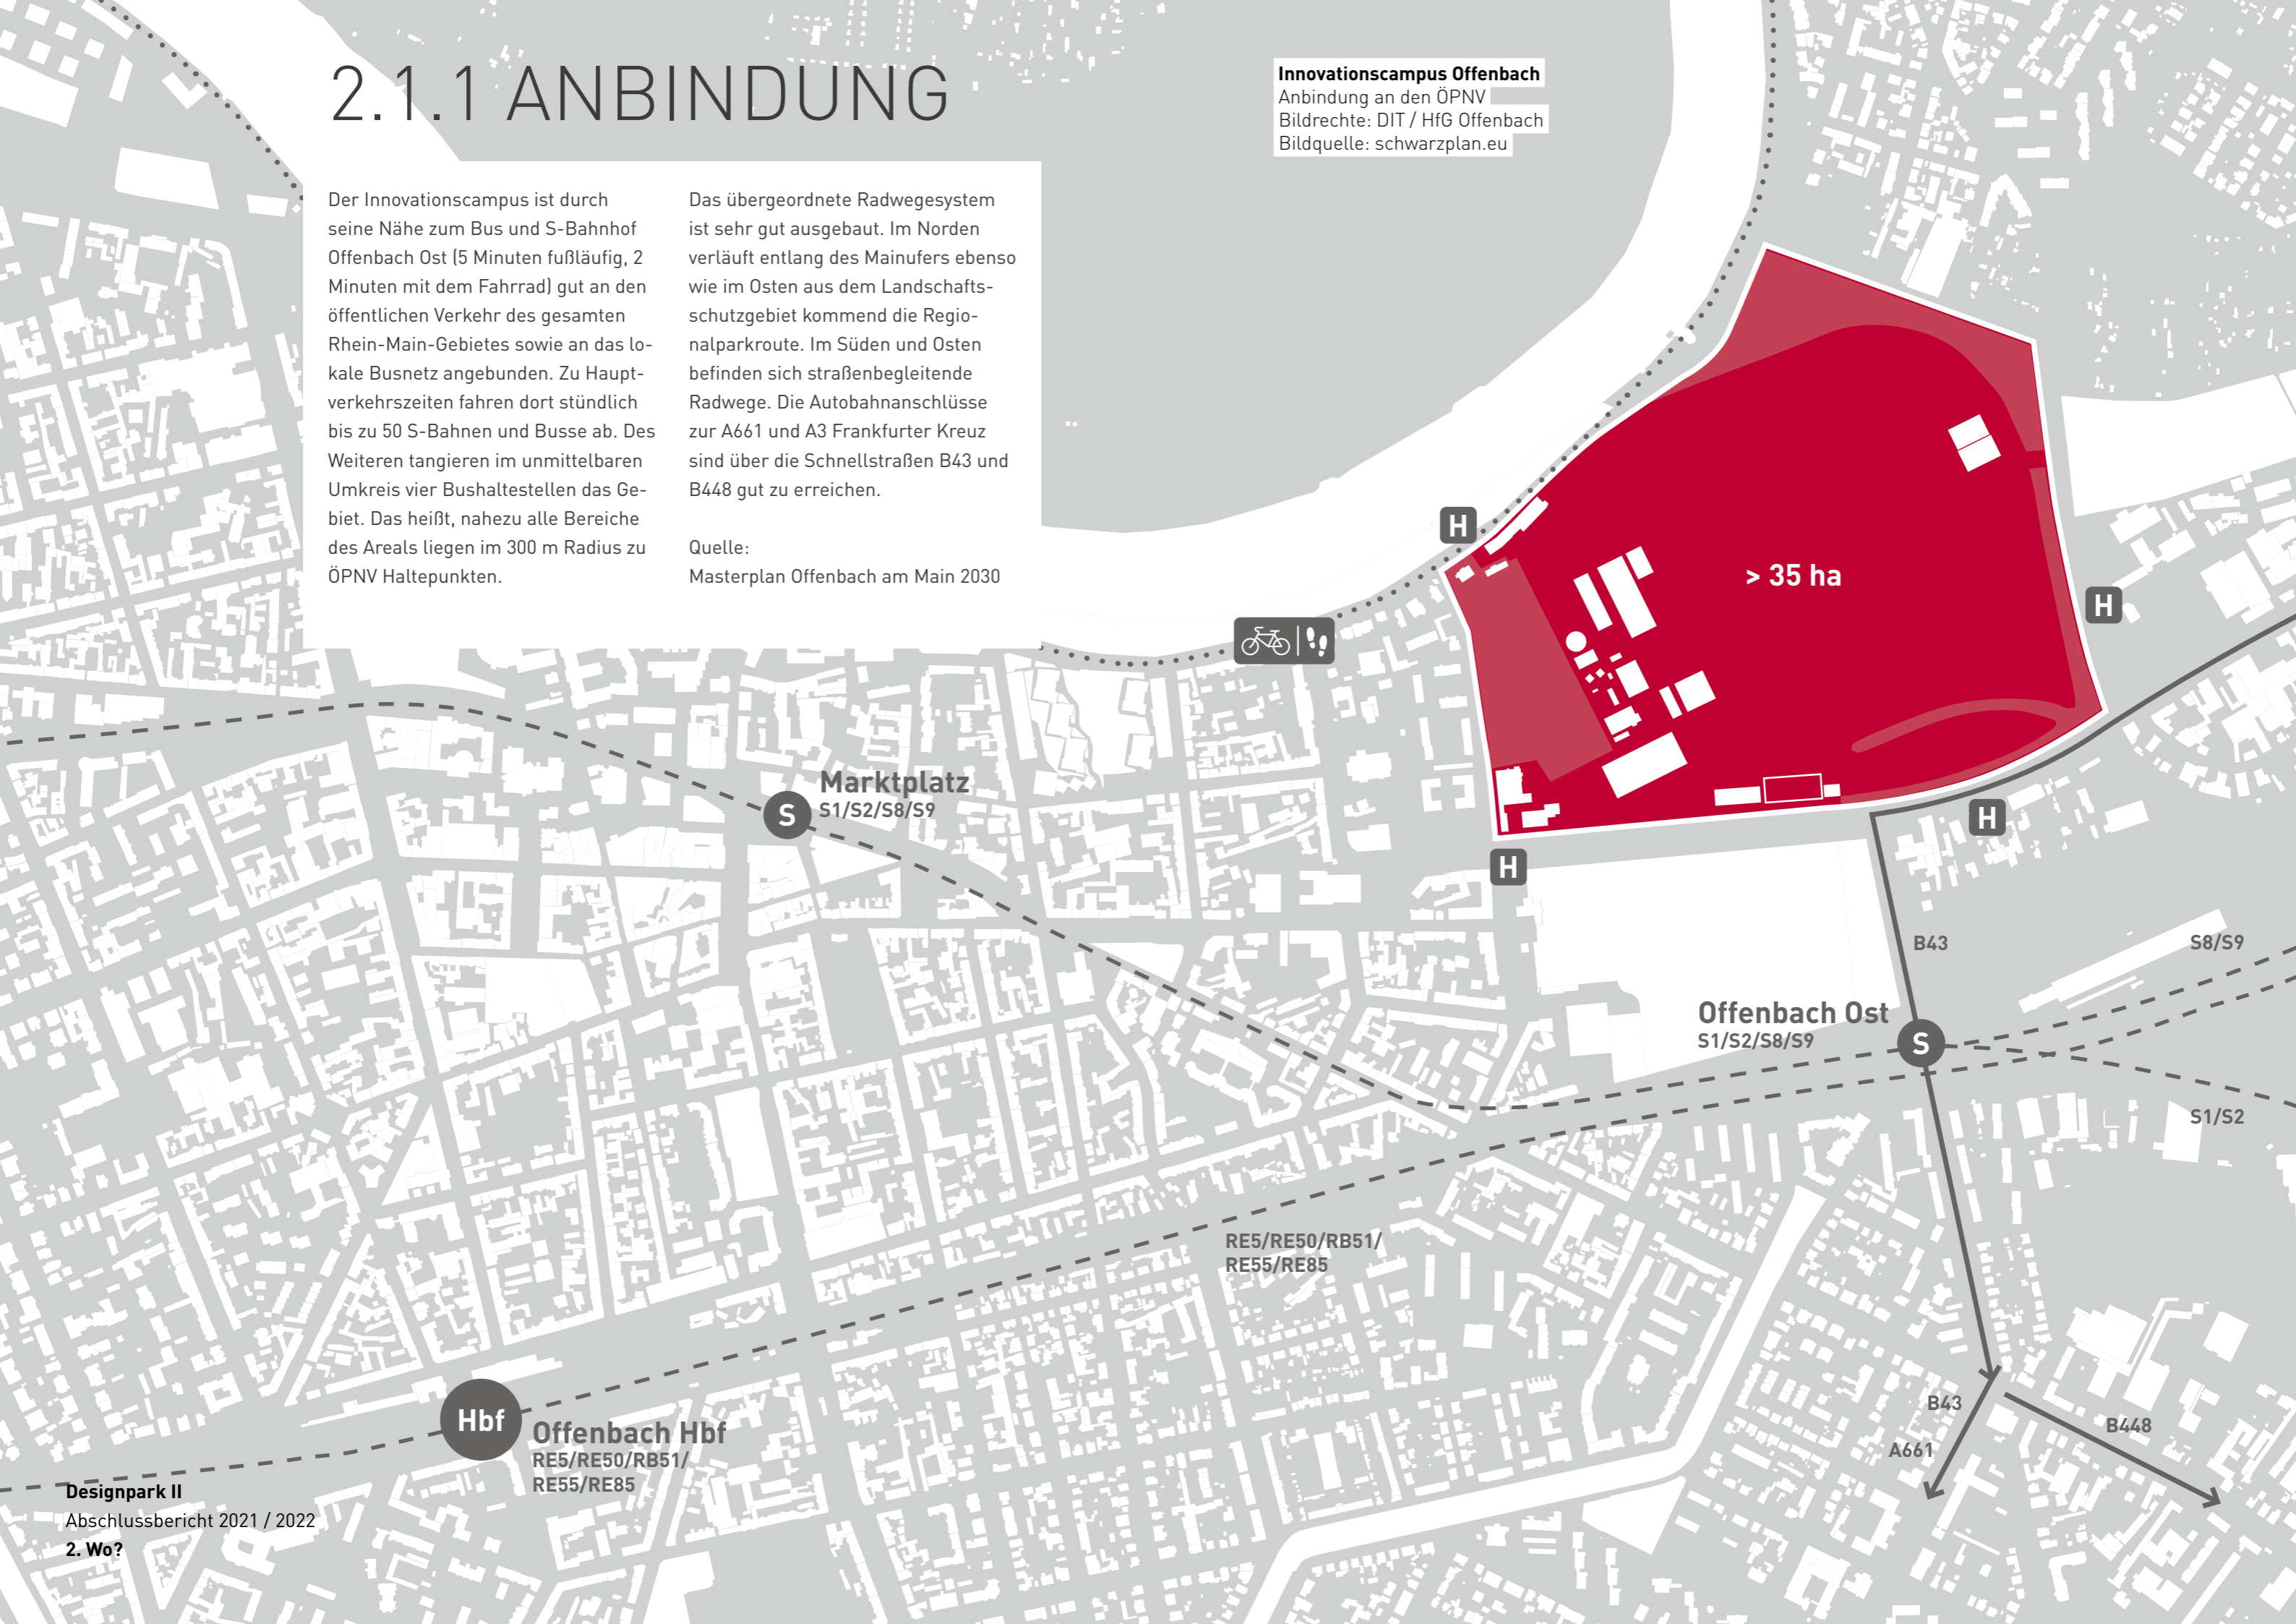 2.1.1 ANBINDUNG
Innovationscampus Offenbach
Anbindung an den ÖPNV
Bildrechte: DIT / HfG Offenbach
Bildquelle: schwarzplan.eu
Der Innovationscampus ist durch
seine Nähe zum Bus und S-Bahnhof
Offenbach Ost (5 Minuten fußläufig, 2
Minuten mit dem Fahrrad) gut an den
öffentlichen Verkehr des gesamten
Rhein-Main-Gebietes sowie an das lo-
kale Busnetz angebunden. Zu Haupt-
verkehrszeiten fahren dort stündlich
bis zu 50 S-Bahnen und Busse ab. Des
Weiteren tangieren im unmittelbaren
Umkreis vier Bushaltestellen das Ge-
biet. Das heißt, nahezu alle Bereiche
des Areals liegen im 300 m Radius zu
ÖPNV Haltepunkten.
Das übergeordnete Radwegesystem
ist sehr gut ausgebaut. Im Norden
verläuft entlang des Mainufers ebenso
wie im Osten aus dem Landschafts-
schutzgebiet kommend die Regio-
nalparkroute. Im Süden und Osten
befinden sich straßenbegleitende
Radwege. Die Autobahnanschlüsse
zur A661 und A3 Frankfurter Kreuz
sind über die Schnellstraßen B43 und
B448 gut zu erreichen.
Quelle:
Masterplan Offenbach am Main 2030
H
> 35 ha
H
Marktplatz
S
S1/S2/S8/S9
H
H
B43
S8/S9
Offenbach Ost
S1/S2/S8/S9
S
S1/S2
RE5/RE50/RB51/
RE55/RE85
B43
B448
A661
Hbf
Offenbach Hbf
RE5/RE50/RB51/
RE55/RE85
Designpark II
Abschlussbericht 2021 / 2022
2. Wo?